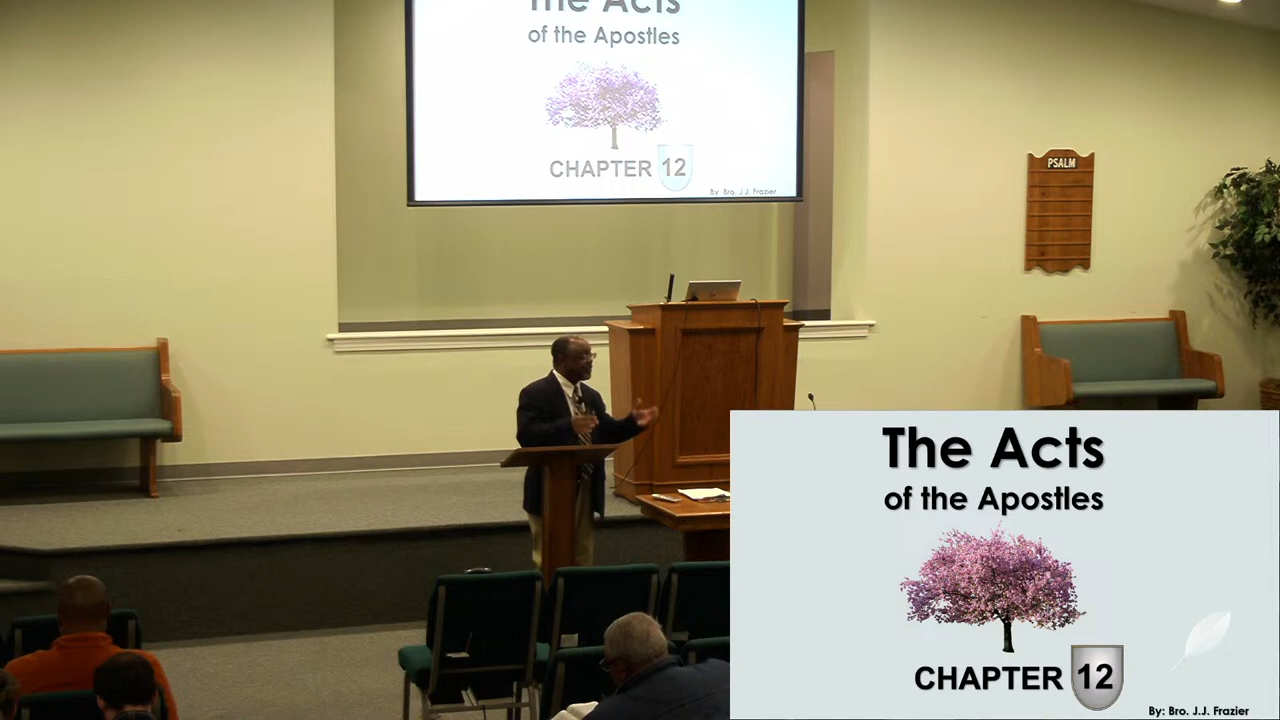 The Acts
of the Apostles
CHAPTER 12
By: Bro. J.J. Frazier
PSALM
The Acts
of the Apostles
CHAPTER 12
By: Bro. J.J. Frazier